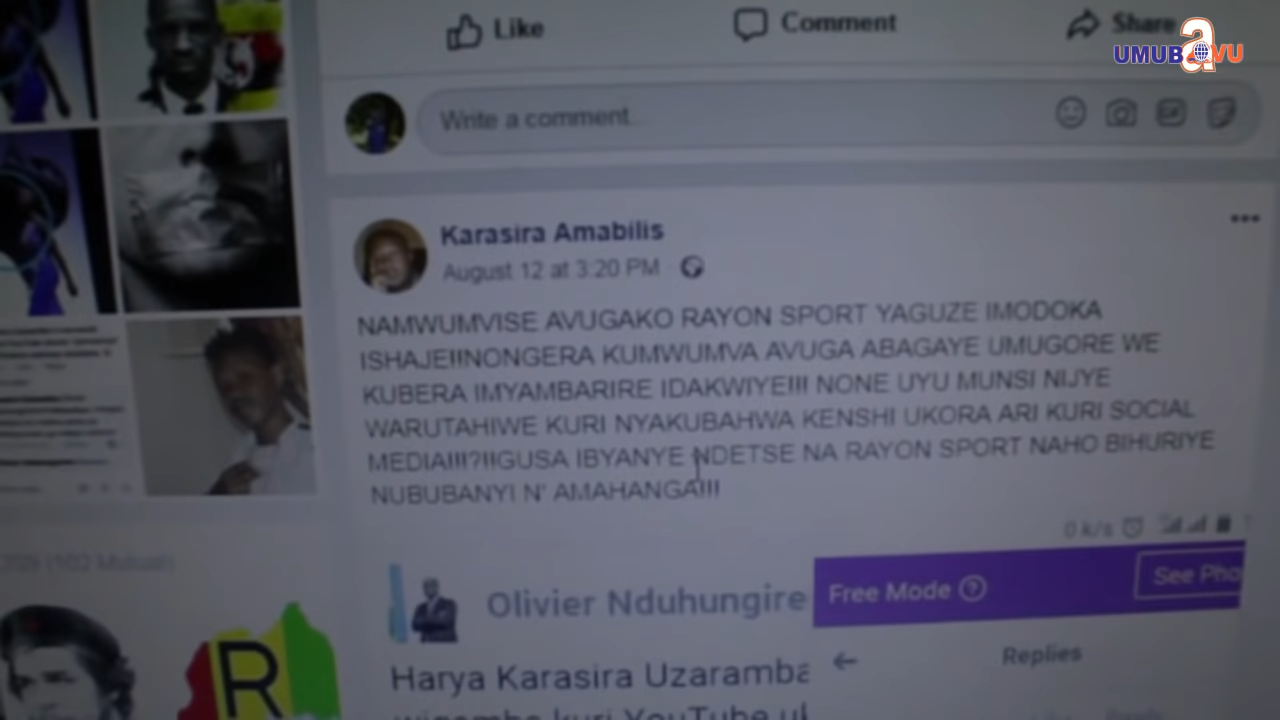 Like
Comment
Share
UMUBAVU
Write a comment...
Karasira Amabilis
August 12 at 3:20 PM
NAMWUMVISE AVUGAKO RAYON SPORT YAGUZE IMODOKA
ISHAJE!!NONGERA KUMWUMVA AVUGA ABAGAYE UMUGORE WE
KUBERA IMYAMBARIRE IDAKWIYE!!! NONE UYU MUNSI NIJYE
WARUTAHIWE KURI NYAKUBAHWA KENSHI UKORA ARI KURI SOCIAL
MEDIA!!!?!!GUSA IBYANYE NDETSE NA RAYON SPORT NAHO BIHURIYE
NUBUBANYI N' AMAHANGA!!!
0 k/s
Olivier Nduhungire
Free Mode
See Pho
Harya Karasira Uzaramba
Replies
R